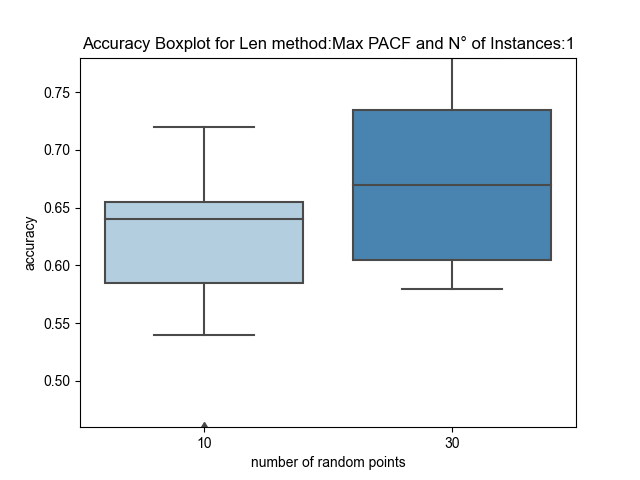 Accuracy Boxplot for Len method:Max PACF and N° of Instances:1
0.75
0.70
0.65
0.60
0.55
0.50
accuracy
10
30
number of random points